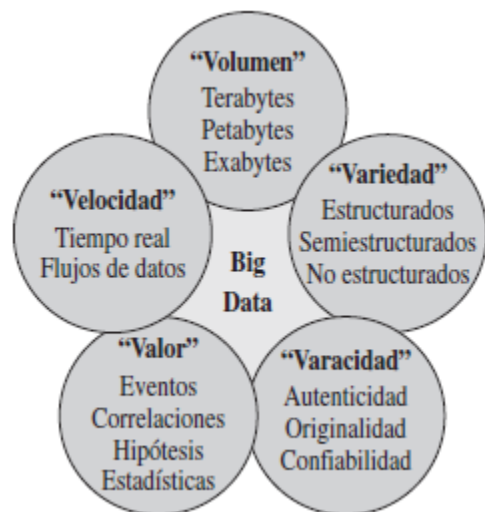 “Volumen”
Terabytes
Petabytes
Exabytes
“Variedad”
Estructurados
Semiestructurados
No estructurados
“Velocidad”
Tiempo real
Flujos de datos
Big
Data
“Valor”
Eventos
Correlaciones
Hipótesis
Estadísticas
“Varacidad”
Autenticidad
Originalidad
Confiabilidad